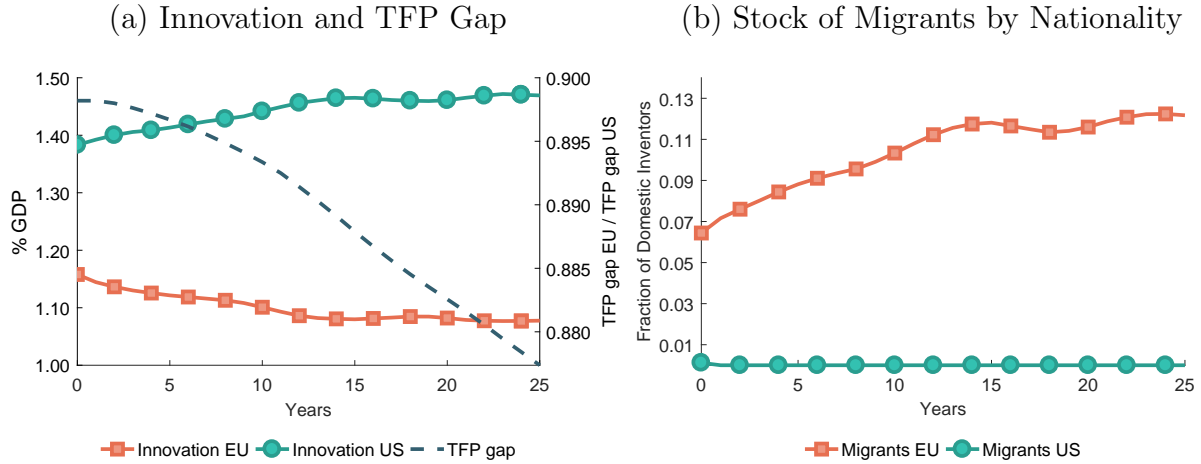 (a) Innovation and TFP Gap
1.50
1.40
1.30
1.20
1.10
1.00
% GDP
0.900
0.895
0.890
0.885
0.880
TFP gap EU / TFP gap US
0 5 10 15 20 25
Years
Innovation EU Innovation US TFP gap
(b) Stock of Migrants by Nationality
0.13
0.11
0.09
0.07
0.05
0.03
0.01
Fraction of Domestic Inventors
0 5 10 15 20 25
Years
Migrants EU Migrants US